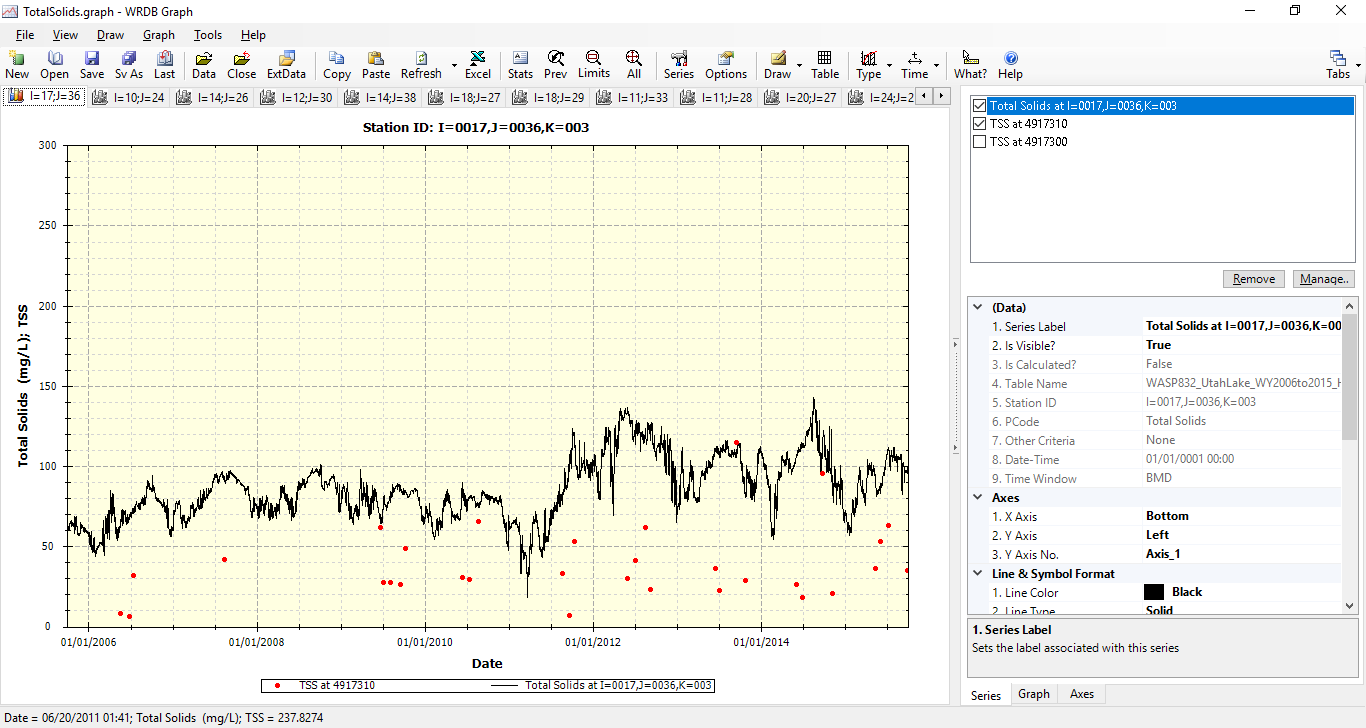 TotalSolids.graph - WRDB Graph
File View Draw Graph Tools Help
New Open Save Sv As Last Data Close ExtData Copy Paste Refresh Excel Stats Prev Limits All Series Options Draw Table Type Time What? Help Tabs
I=17;J=36 I=10;J=24 I=14;J=26 I=12;J=30 I=14;J=38 I=18;J=27 I=18;J=29 I=11;J=33 I=11;J=28 I=20;J=27 I=24;J=2
Station ID: I=0017,J=0036,K=003
300
250
200
150
100
50
0
Total Solids (mg/L); TSS
01/01/2006 01/01/2008 01/01/2010 01/01/2012 01/01/2014
Date
TSS at 4917310 Total Solids at I=0017,J=0036,K=003
Total Solids at I=0017,J=0036,K=003
TSS at 4917310
TSS at 4917300
Remove Manage..
(Data)
1. Series Label Total Solids at I=0017,J=0036,K=00
2. Is Visible? True
3. Is Calculated? False
4. Table Name WASP832_UtahLake_WY2006to2015_H
5. Station ID I=0017,J=0036,K=003
6. PCode Total Solids
7. Other Criteria None
8. Date-Time 01/01/0001 00:00
9. Time Window BMD
Axes
1. X Axis Bottom
2. Y Axis Left
3. Y Axis No. Axis_1
Line & Symbol Format
1. Line Color Black
2. Line Type Solid
1. Series Label
Sets the label associated with this series
Series Graph Axes
Date = 06/20/2011 01:41; Total Solids (mg/L); TSS = 237.8274